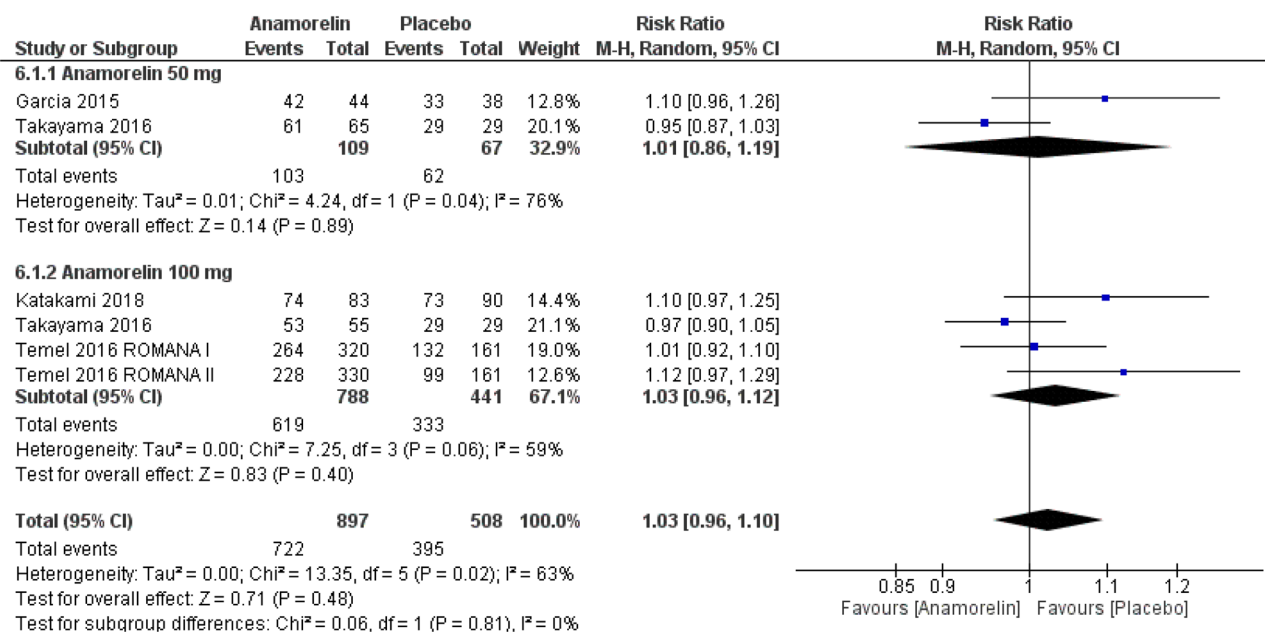 Anamorelin Placebo Risk Ratio Risk Ratio
Study or Subgroup Events Total Events Total Weight M-H, Random, 95% CI M-H, Random, 95% CI
6.1.1 Anamorelin 50 mg
Garcia 2015 42 44 33 38 12.8% 1.10 [0.96, 1.26]
Takayama 2016 61 65 29 29 20.1% 0.95 [0.87, 1.03]
Subtotal (95% CI) 109 67 32.9% 1.01 [0.86, 1.19]
Total events 103 62
Heterogeneity: Tau² = 0.01; Chi² = 4.24, df = 1 (P = 0.04); I² = 76%
Test for overall effect: Z = 0.14 (P = 0.89)
6.1.2 Anamorelin 100 mg
Katakami 2018 74 83 73 90 14.4% 1.10 [0.97, 1.25]
Takayama 2016 53 55 29 29 21.1% 0.97 [0.90, 1.05]
Temel 2016 ROMANA I 264 320 132 161 19.0% 1.01 [0.92, 1.10]
Temel 2016 ROMANA II 228 330 99 161 12.6% 1.12 [0.97, 1.29]
Subtotal (95% CI) 788 441 67.1% 1.03 [0.96, 1.12]
Total events 619 333
Heterogeneity: Tau² = 0.00; Chi² = 7.25, df = 3 (P = 0.06); I² = 59%
Test for overall effect: Z = 0.83 (P = 0.40)
Total (95% CI) 897 508 100.0% 1.03 [0.96, 1.10]
Total events 722 395
Heterogeneity: Tau² = 0.00; Chi² = 13.35, df = 5 (P = 0.02); I² = 63%
Test for overall effect: Z = 0.71 (P = 0.48)
Test for subgroup differences: Chi² = 0.06, df = 1 (P = 0.81), I² = 0%
0.85 0.9 1 1.1 1.2
Favours [Anamorelin] Favours [Placebo]